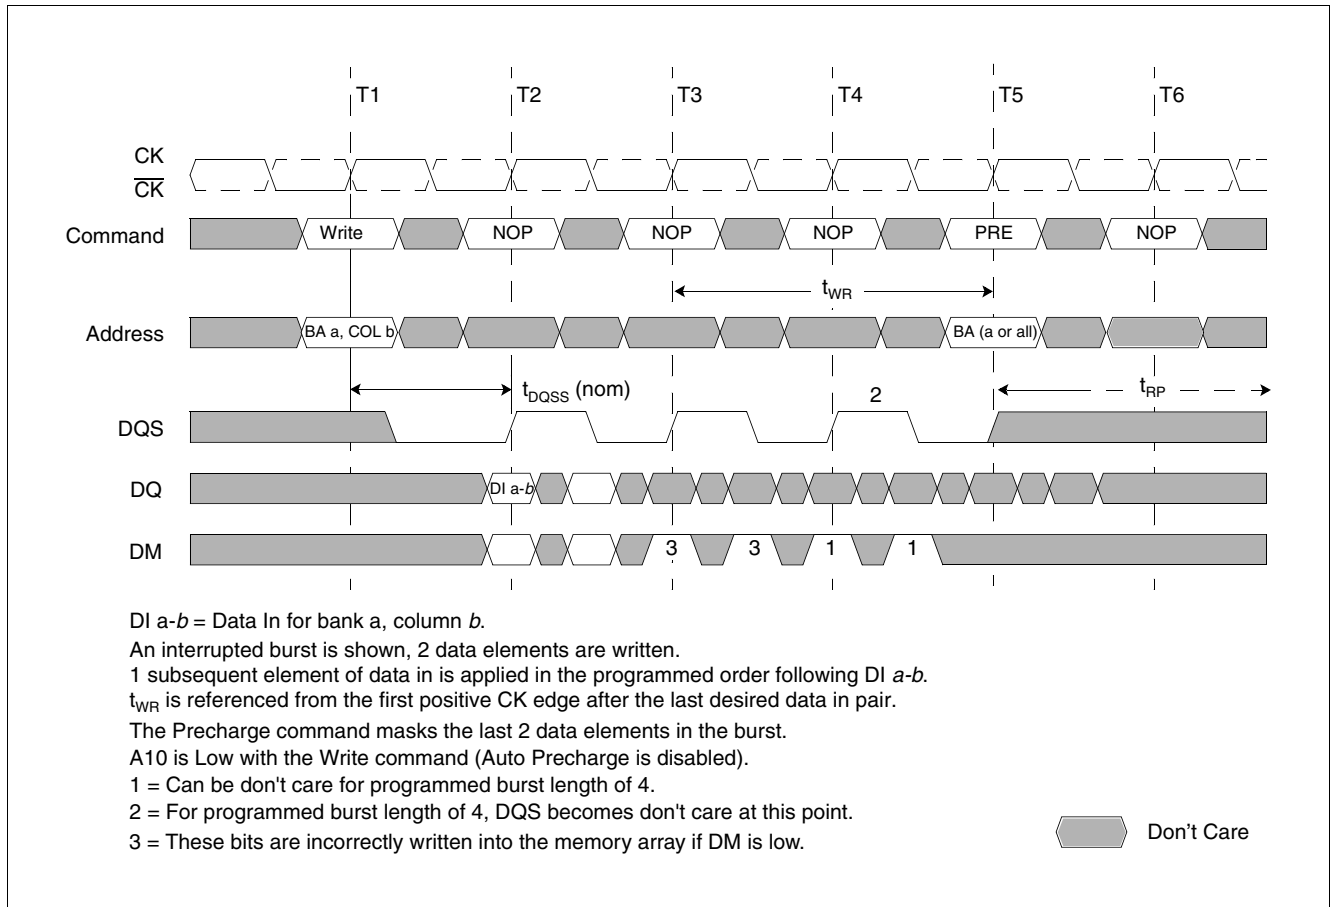 T1 T2 T3 T4 T5 T6
CK
CK
Command Write NOP NOP NOP PRE NOP
tWR
Address BA a, COL b BA (a or all)
tDQSS (nom) 2 tRP
DQS
DQ DI a-b
DM 3 3 1 1
DI a-b = Data In for bank a, column b.
An interrupted burst is shown, 2 data elements are written.
1 subsequent element of data in is applied in the programmed order following DI a-b.
tWR is referenced from the first positive CK edge after the last desired data in pair.
The Precharge command masks the last 2 data elements in the burst.
A10 is Low with the Write command (Auto Precharge is disabled).
1 = Can be don't care for programmed burst length of 4.
2 = For programmed burst length of 4, DQS becomes don't care at this point.
3 = These bits are incorrectly written into the memory array if DM is low.
Don't Care